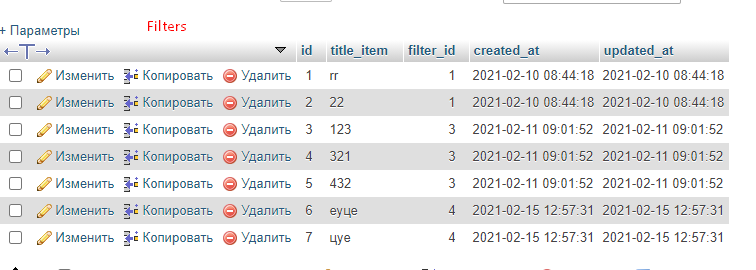 Filters
+ Параметры
←T→ id title_item filter_id created_at updated_at
Изменить Копировать Удалить 1 rr 1 2021-02-10 08:44:18 2021-02-10 08:44:18
Изменить Копировать Удалить 2 22 1 2021-02-10 08:44:18 2021-02-10 08:44:18
Изменить Копировать Удалить 3 123 3 2021-02-11 09:01:52 2021-02-11 09:01:52
Изменить Копировать Удалить 4 321 3 2021-02-11 09:01:52 2021-02-11 09:01:52
Изменить Копировать Удалить 5 432 3 2021-02-11 09:01:52 2021-02-11 09:01:52
Изменить Копировать Удалить 6 еуце 4 2021-02-15 12:57:31 2021-02-15 12:57:31
Изменить Копировать Удалить 7 цуе 4 2021-02-15 12:57:31 2021-02-15 12:57:31